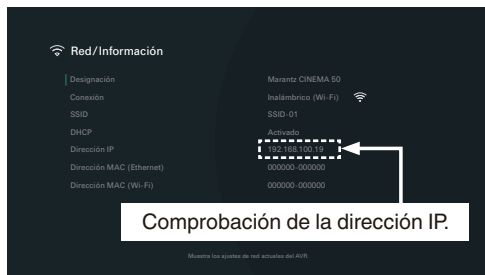 Red/Información
Designación Marantz CINEMA 50
Conexión Inalámbrico (Wi-Fi)
SSID SSID-01
DHCP Activado
Dirección IP 192.168.100.19
Dirección MAC (Ethernet) 000000-000000
Dirección MAC (Wi-Fi) 000000-000000
Comprobación de la dirección IP.
Muestra los ajustes de red actuales del AVR